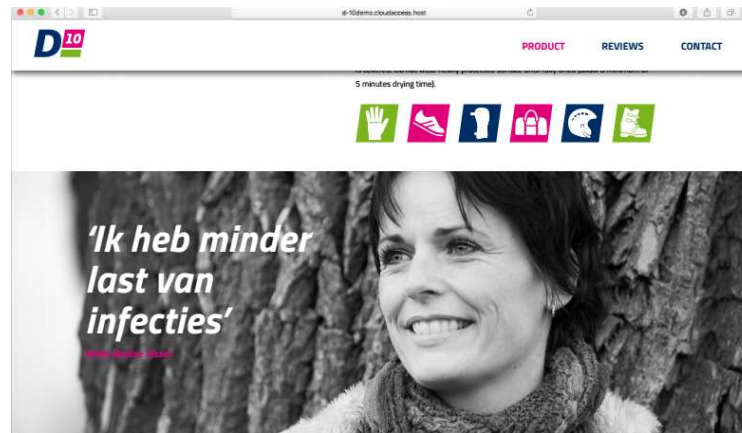 d-10demo.cloudaccess.host
D10
PRODUCT REVIEWS CONTACT
5 minutes drying time).
'Ik heb minder
last van
infecties'